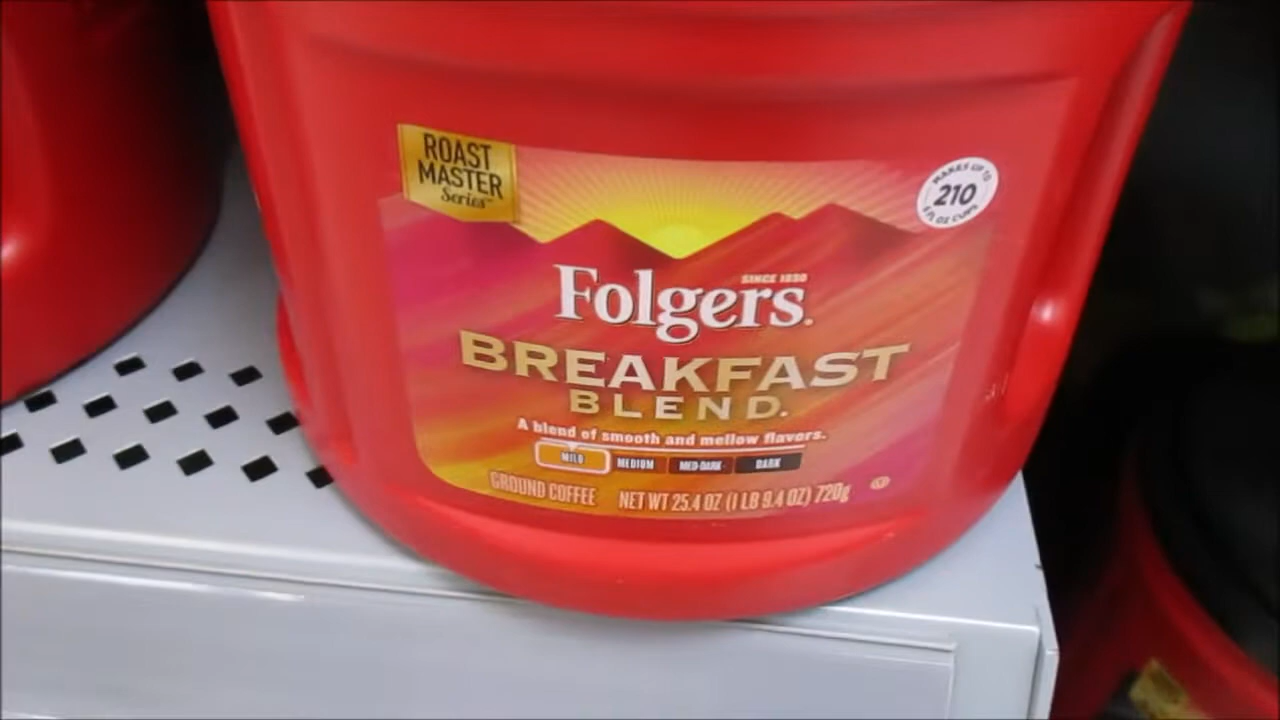 ROAST
MASTER
Series™
MAKES UP TO
210
6 FL OZ CUPS
SINCE 1850
Folgers®
BREAKFAST
BLEND.
A blend of smooth and mellow flavors.
MILD MEDIUM MED-DARK DARK
GROUND COFFEE NET WT 25.4 OZ (1 LB 9.4 OZ) 720g